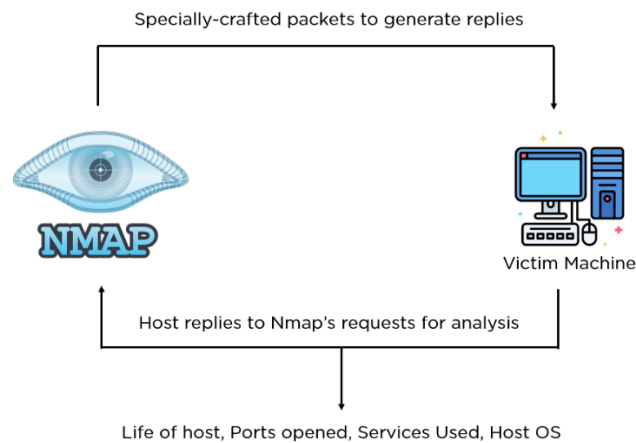 Specially-crafted packets to generate replies
NMAP
Victim Machine
Host replies to Nmap's requests for analysis
Life of host, Ports opened, Services Used, Host OS